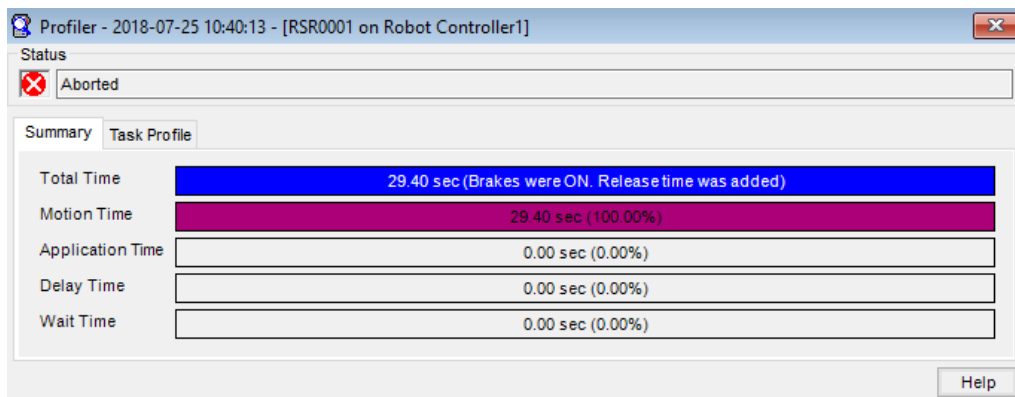 Profiler - 2018-07-25 10:40:13 - [RSR0001 on Robot Controller1]
Status
Aborted
Summary Task Profile
Total Time 29.40 sec (Brakes were ON. Release time was added)
Motion Time 29.40 sec (100.00%)
Application Time 0.00 sec (0.00%)
Delay Time 0.00 sec (0.00%)
Wait Time 0.00 sec (0.00%)
Help